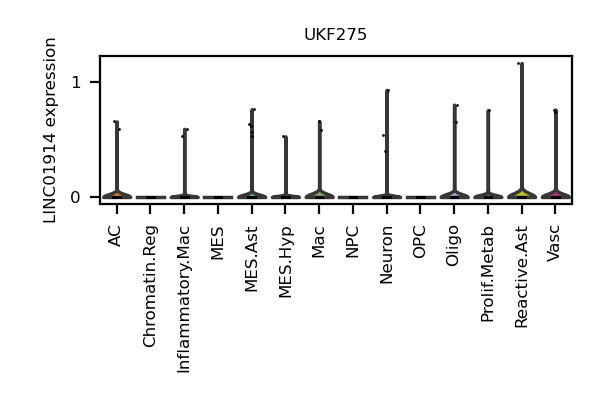 UKF275
LINC01914 expression
1
0
AC
Chromatin.Reg
Inflammatory.Mac
MES
MES.Ast
MES.Hyp
Mac
NPC
Neuron
OPC
Oligo
Prolif.Metab
Reactive.Ast
Vasc